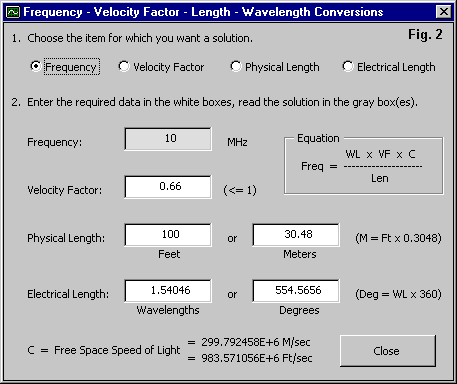 Frequency - Velocity Factor - Length - Wavelength Conversions
Fig. 2
1. Choose the item for which you want a solution.
Frequency Velocity Factor Physical Length Electrical Length
2. Enter the required data in the white boxes, read the solution in the gray box(es).
Frequency: 10 MHz
Equation
WL x VF x C
Freq = ---------------------
Len
Velocity Factor: 0.66 (<= 1)
Physical Length: 100 or 30.48 (M = Ft x 0.3048)
Feet Meters
Electrical Length: 1.54046 or 554.5656 (Deg = WL x 360)
Wavelengths Degrees
C = Free Space Speed of Light = 299.792458E+6 M/sec
= 983.571056E+6 Ft/sec
Close